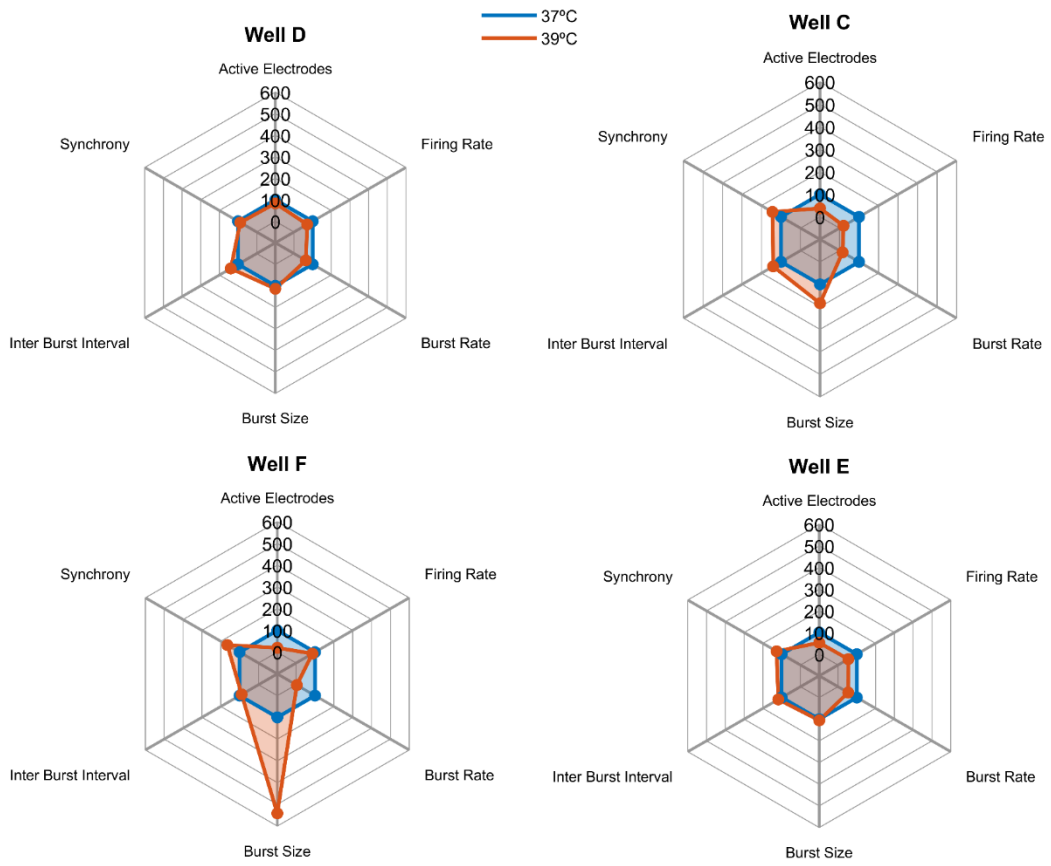 37ºC
39ºC
Well D
Active Electrodes
600
500
400
300
200
100
0
Synchrony
Firing Rate
Inter Burst Interval
Burst Rate
Burst Size
Well C
Active Electrodes
600
500
400
300
200
100
0
Synchrony
Firing Rate
Inter Burst Interval
Burst Rate
Burst Size
Well F
Active Electrodes
600
500
400
300
200
100
0
Synchrony
Firing Rate
Inter Burst Interval
Burst Rate
Burst Size
Well E
Active Electrodes
600
500
400
300
200
100
0
Synchrony
Firing Rate
Inter Burst Interval
Burst Rate
Burst Size